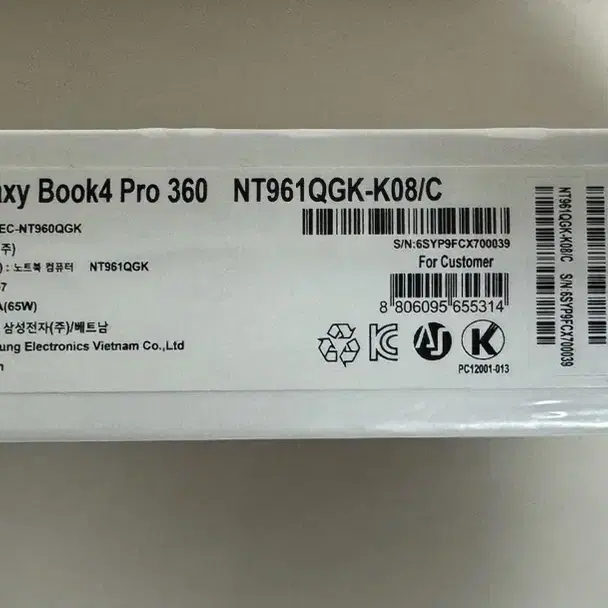 axy Book4 Pro 360 NT961QGK-K08/C
EC-NT960QGK
주)
S/N:6SYP9FCX700039
) : 노트북 컴퓨터 NT961QGK
For Customer
7
A(65W)
8 806095 655314
삼성전자(주)/베트남
ung Electronics Vietnam Co.,Ltd
n
K
PC12001-013
NT961QGK-K08/C S/N:6SYP9FCX700039